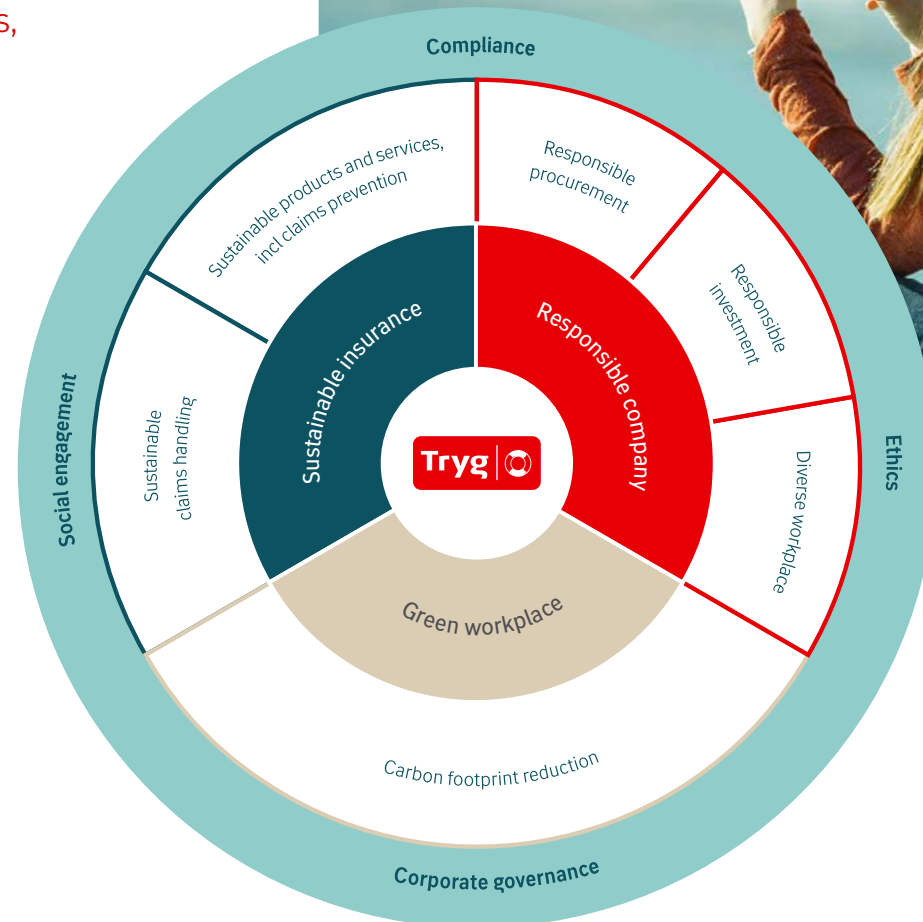 s,
Compliance
Sustainable products and services,
incl claims prevention
Responsible
procurement
Responsible
investment
Sustainable insurance
Responsible company
Social engagement
Sustainable
claims handling
Tryg
Ethics
Diverse workplace
Green workplace
Carbon footprint reduction
Corporate governance